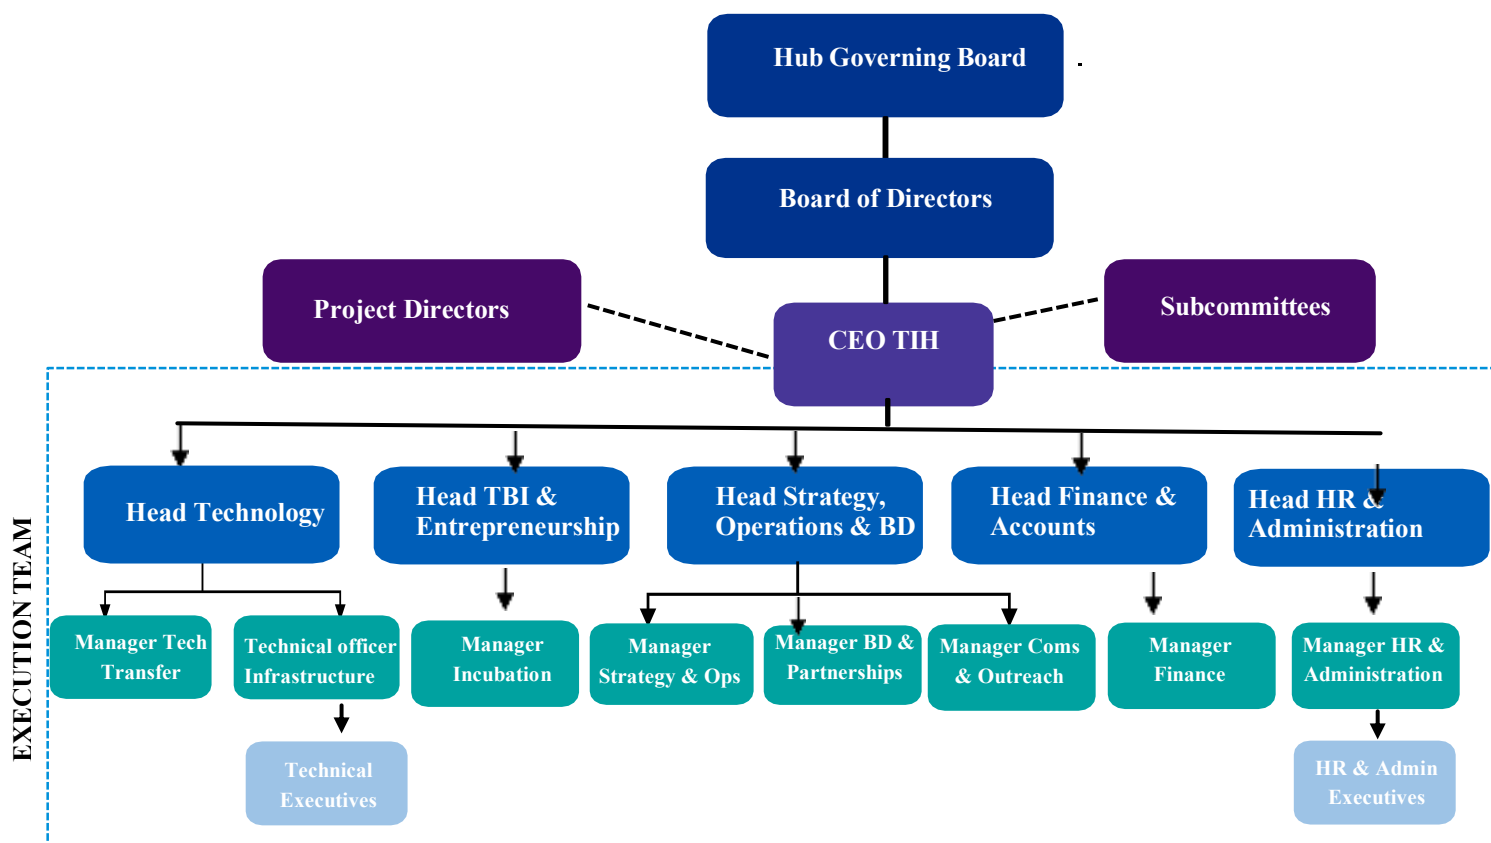 Hub Governing Board
.
Board of Directors
Project Directors
Subcommittees
CEO TIH
EXECUTION TEAM
Head Technology
Head TBI &
Entrepreneurship
Head Strategy,
Operations & BD
Head Finance &
Accounts
Head HR &
Administration
Manager Tech
Transfer
Technical officer
Infrastructure
Manager
Incubation
Manager
Strategy & Ops
Manager BD &
Partnerships
Manager Coms
& Outreach
Manager
Finance
Manager HR &
Administration
Technical
Executives
HR & Admin
Executives